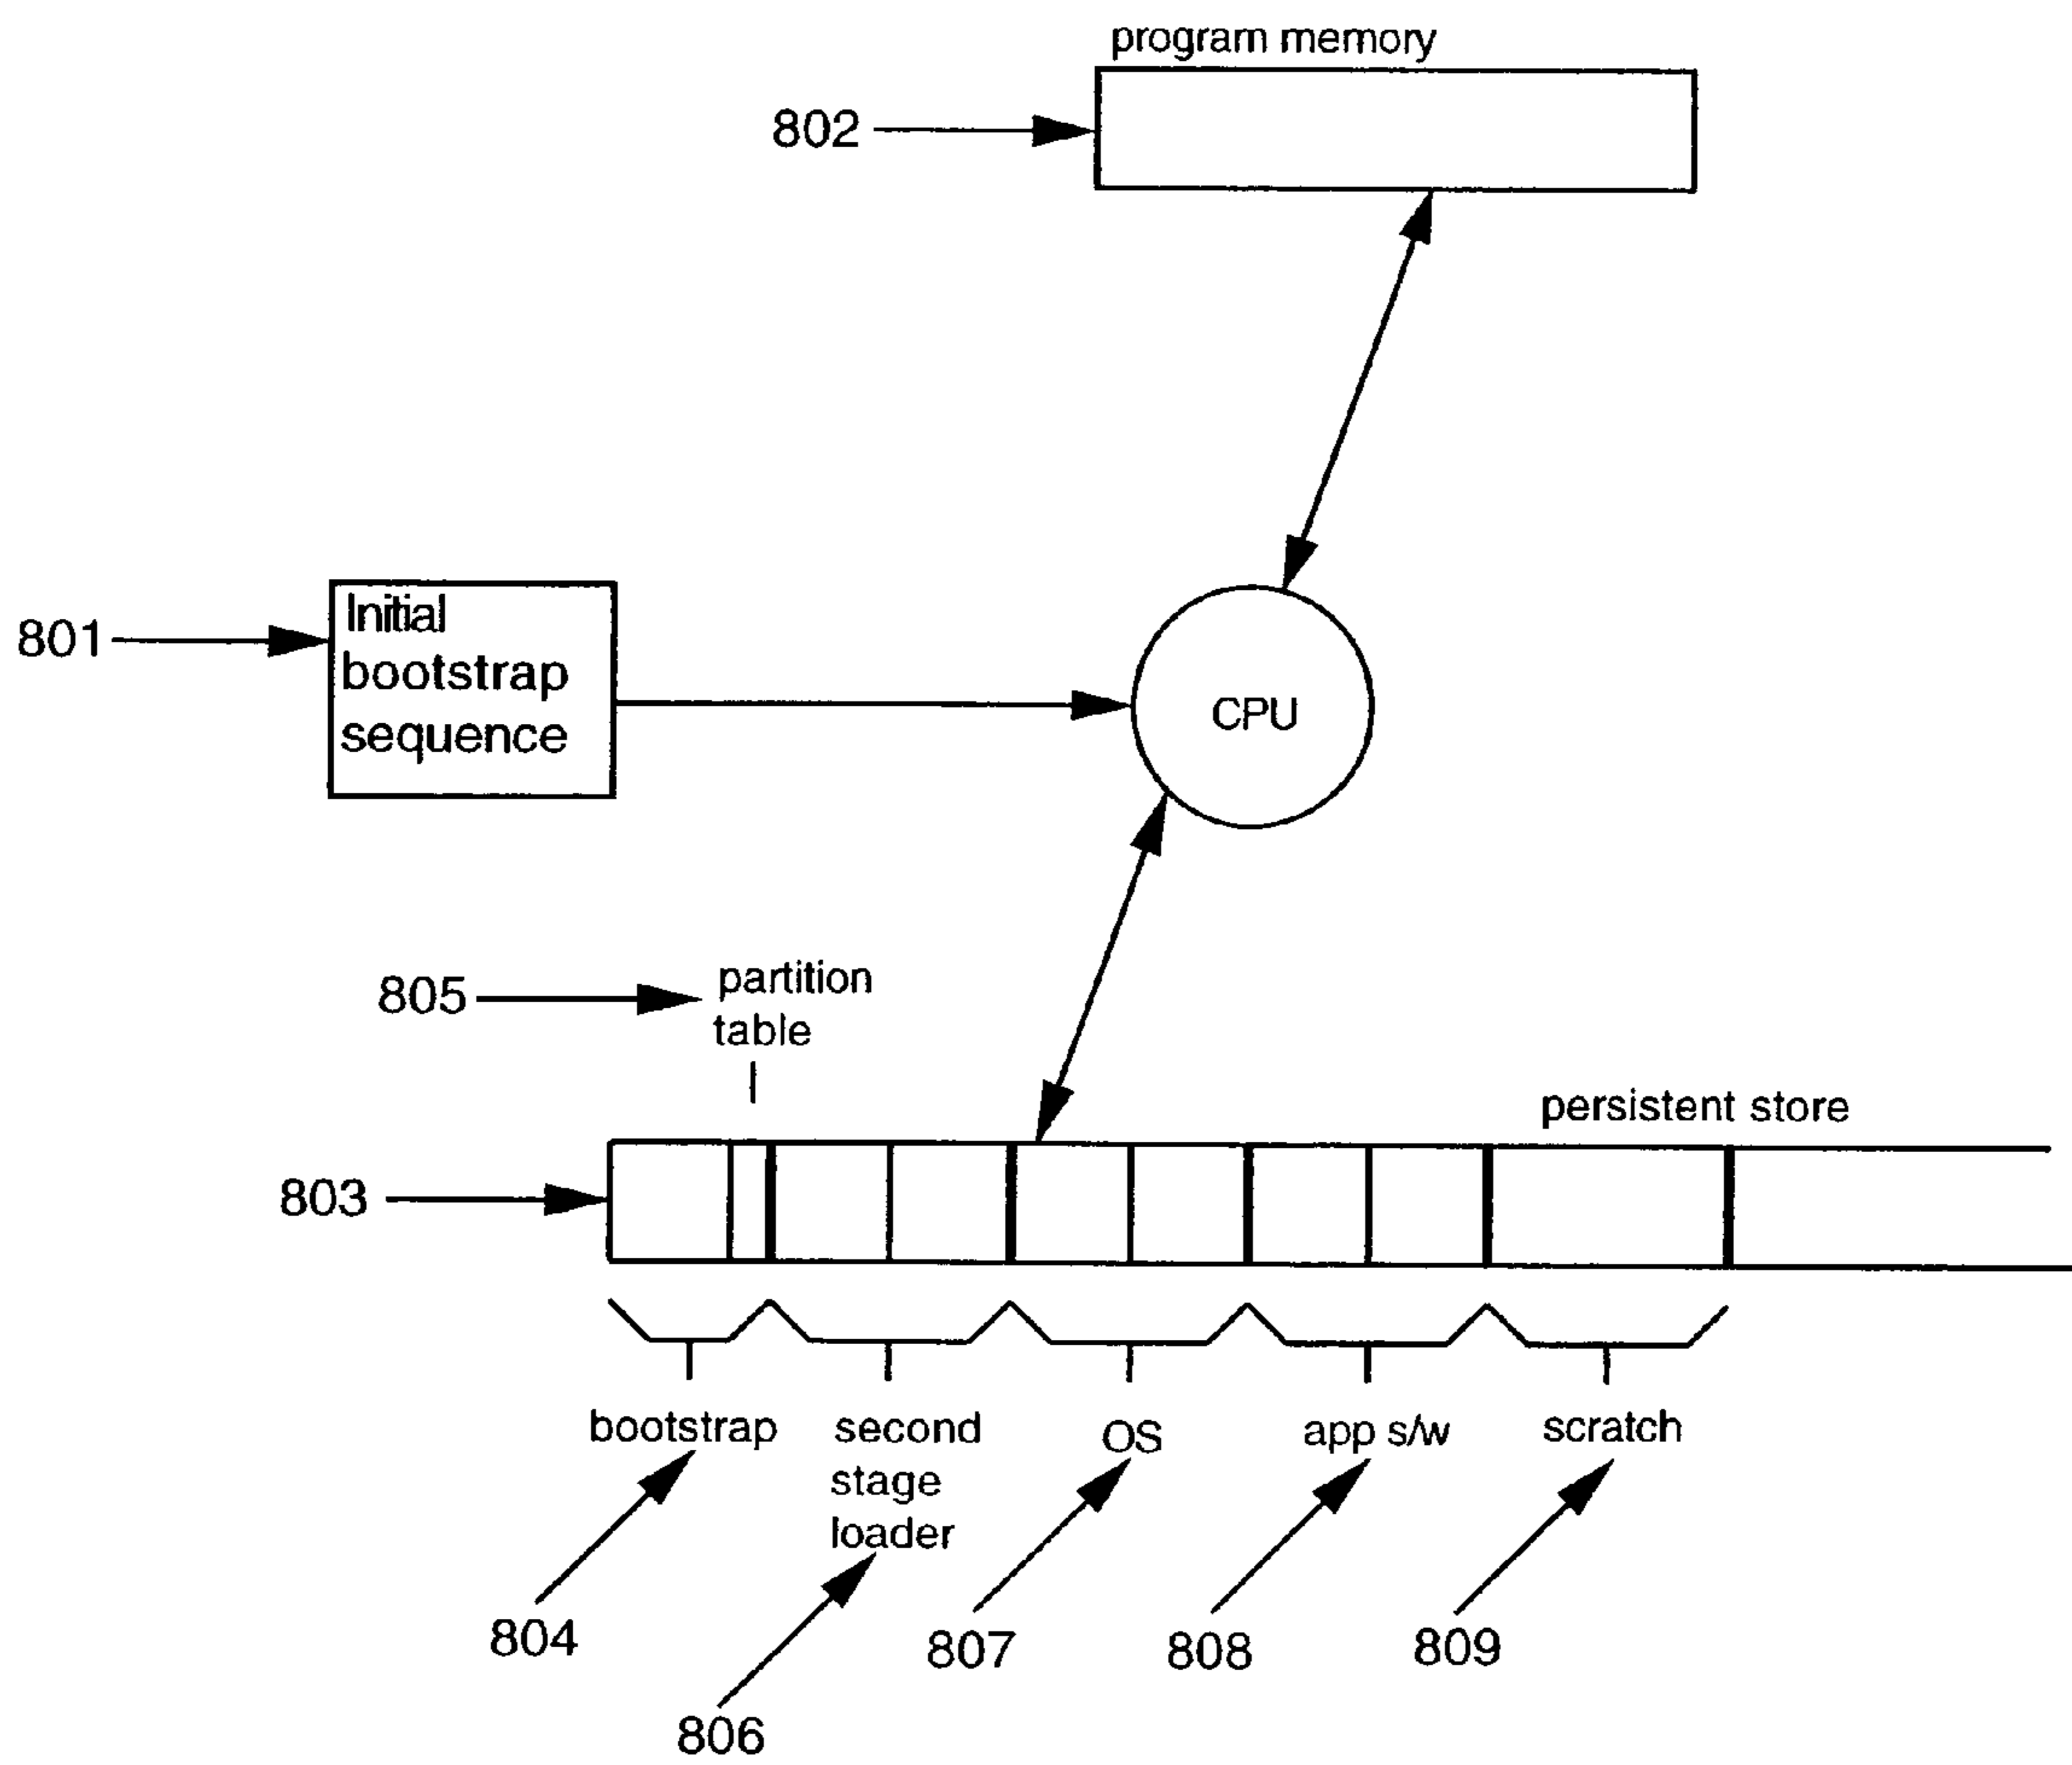 program memory
802
801
Initial
bootstrap
sequence
CPU
805
partition
table
persistent store
803
bootstrap
second
stage
loader
OS
app s/w
scratch
804
806
807
808
809